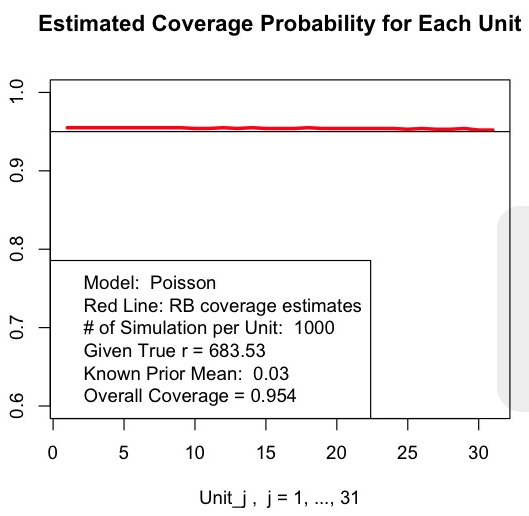 Estimated Coverage Probability for Each Unit
1.0
0.9
0.8
0.7
0.6
Model:  Poisson
Red Line: RB coverage estimates
# of Simulation per Unit:  1000
Given True r = 683.53
Known Prior Mean:  0.03
Overall Coverage = 0.954
0 5 10 15 20 25 30
Unit_j ,  j = 1, ..., 31